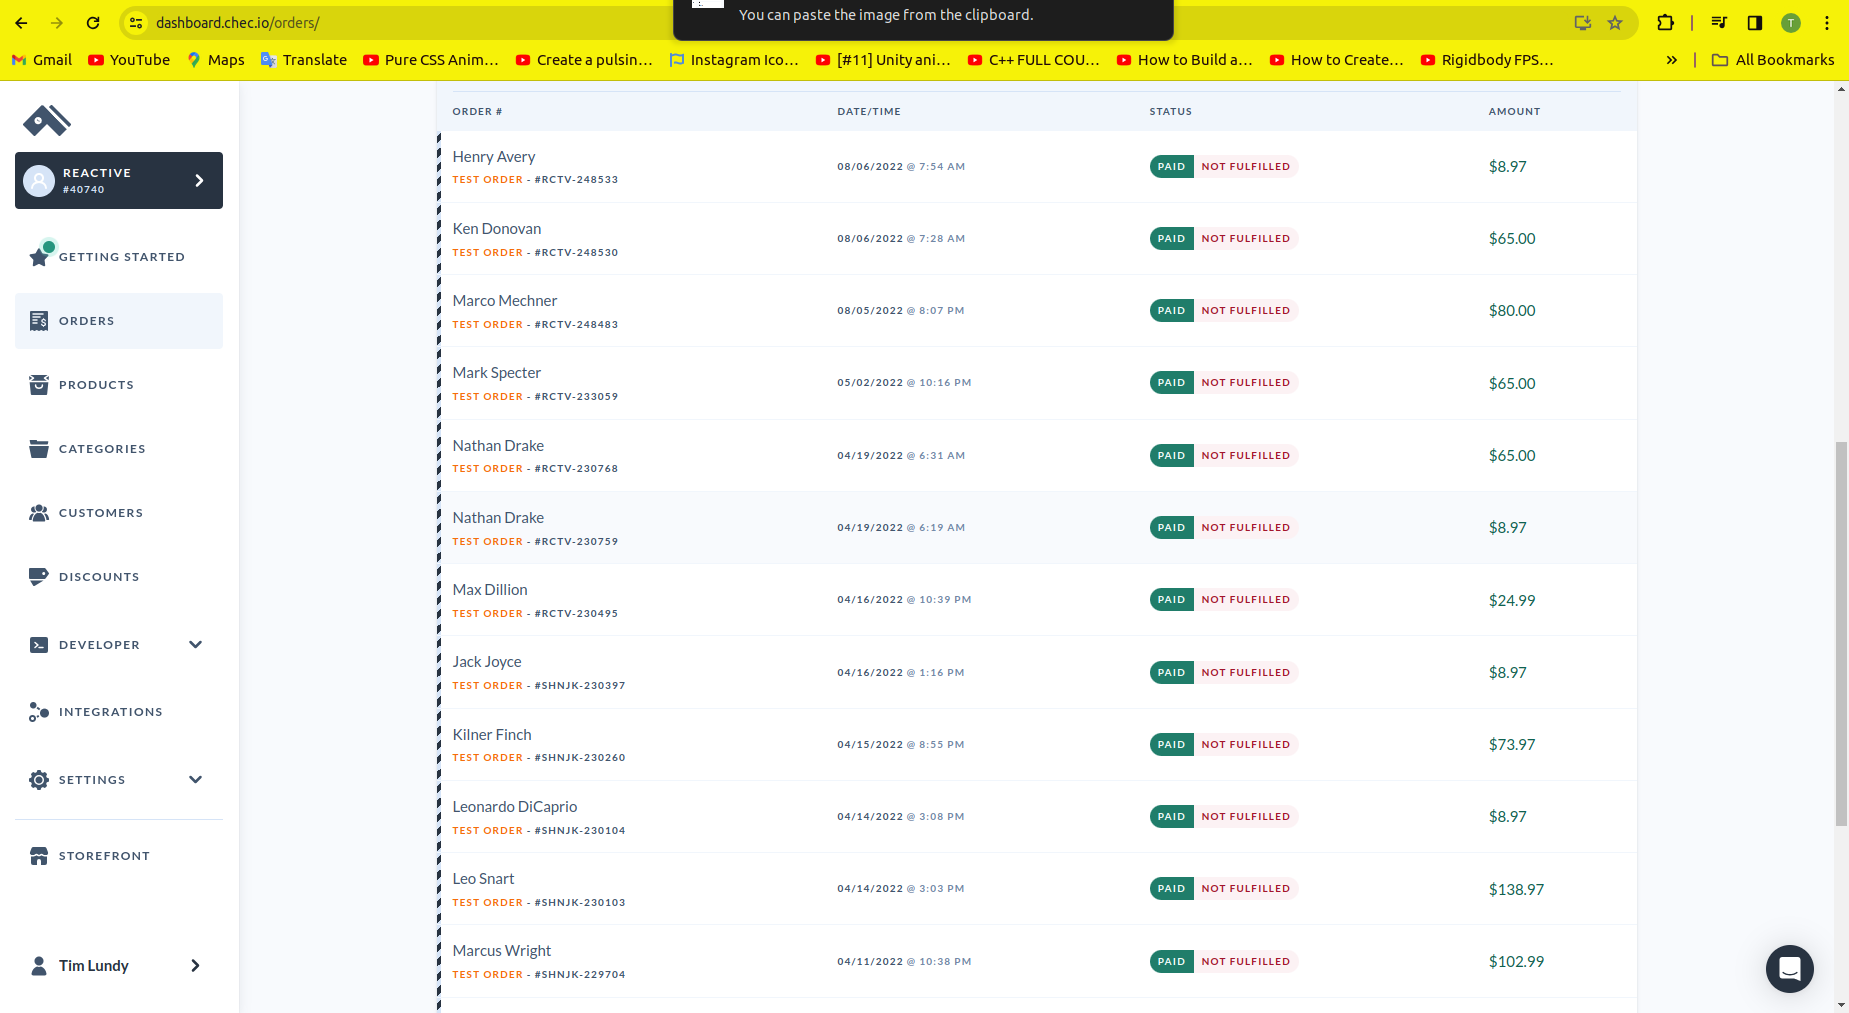 You can paste the image from the clipboard.
dashboard.chec.io/orders/
T
Gmail YouTube Maps Translate Pure CSS Anim... Create a pulsin... Instagram Ico... [#11] Unity ani... C++ FULL COU... How to Build a... How to Create... Rigidbody FPS... » All Bookmarks
REACTIVE
#40740
GETTING STARTED
ORDERS
PRODUCTS
CATEGORIES
CUSTOMERS
DISCOUNTS
DEVELOPER
INTEGRATIONS
SETTINGS
STOREFRONT
Tim Lundy
ORDER # DATE/TIME STATUS AMOUNT
Henry Avery
TEST ORDER - #RCTV-248533
08/06/2022 @ 7:54 AM PAID NOT FULFILLED $8.97
Ken Donovan
TEST ORDER - #RCTV-248530
08/06/2022 @ 7:28 AM PAID NOT FULFILLED $65.00
Marco Mechner
TEST ORDER - #RCTV-248483
08/05/2022 @ 8:07 PM PAID NOT FULFILLED $80.00
Mark Specter
TEST ORDER - #RCTV-233059
05/02/2022 @ 10:16 PM PAID NOT FULFILLED $65.00
Nathan Drake
TEST ORDER - #RCTV-230768
04/19/2022 @ 6:31 AM PAID NOT FULFILLED $65.00
Nathan Drake
TEST ORDER - #RCTV-230759
04/19/2022 @ 6:19 AM PAID NOT FULFILLED $8.97
Max Dillion
TEST ORDER - #RCTV-230495
04/16/2022 @ 10:39 PM PAID NOT FULFILLED $24.99
Jack Joyce
TEST ORDER - #SHNJK-230397
04/16/2022 @ 1:16 PM PAID NOT FULFILLED $8.97
Kilner Finch
TEST ORDER - #SHNJK-230260
04/15/2022 @ 8:55 PM PAID NOT FULFILLED $73.97
Leonardo DiCaprio
TEST ORDER - #SHNJK-230104
04/14/2022 @ 3:08 PM PAID NOT FULFILLED $8.97
Leo Snart
TEST ORDER - #SHNJK-230103
04/14/2022 @ 3:03 PM PAID NOT FULFILLED $138.97
Marcus Wright
TEST ORDER - #SHNJK-229704
04/11/2022 @ 10:38 PM PAID NOT FULFILLED $102.99